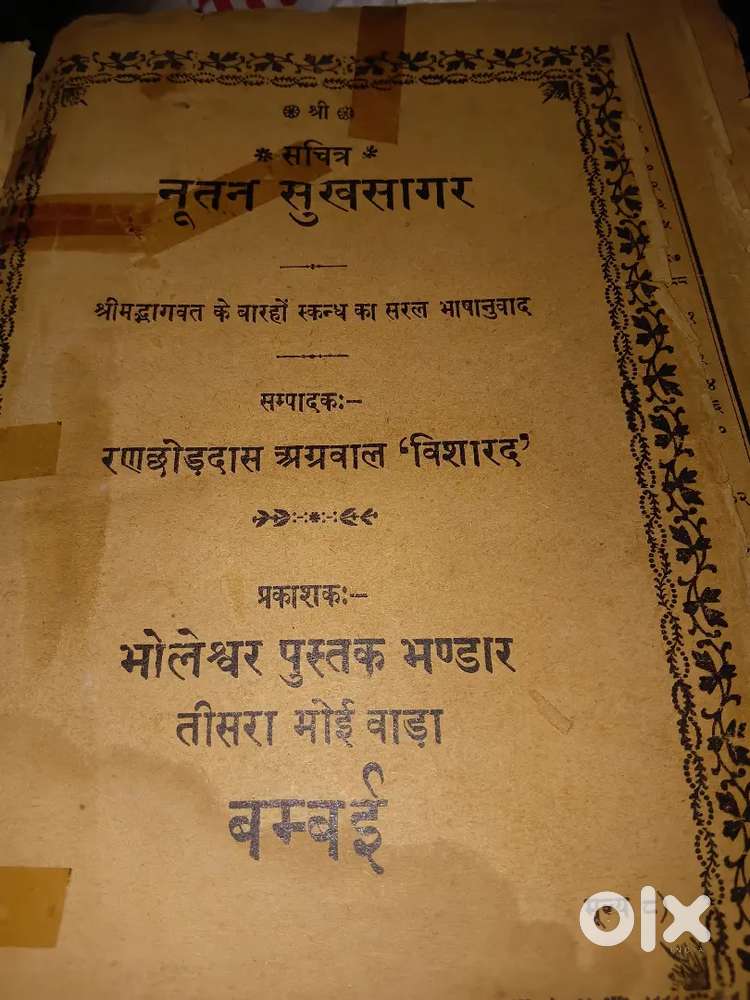 श्री
सचित्र
नूतन सुखसागर
श्रीमद्भागवत के बारहों स्कन्ध का सरल भाषानुवाद
सम्पादकः—
रणछोड़दास अग्रवाल ‘विशारद’
प्रकाशकः—
भोलेश्वर पुस्तक भण्डार
तीसरा भोई वाड़ा
बम्बई
olx